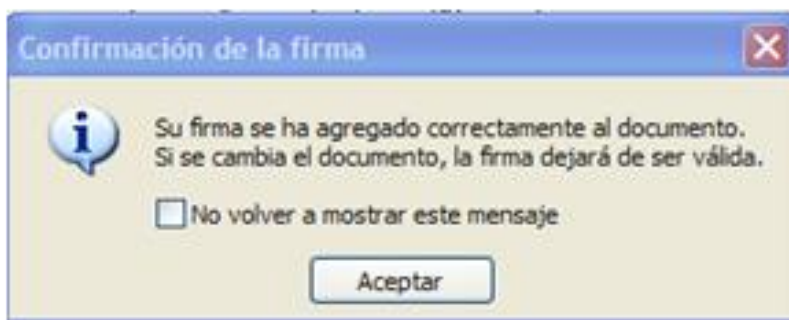 Confirmación de la firma
Su firma se ha agregado correctamente al documento.
Si se cambia el documento, la firma dejará de ser válida.
No volver a mostrar este mensaje
Aceptar